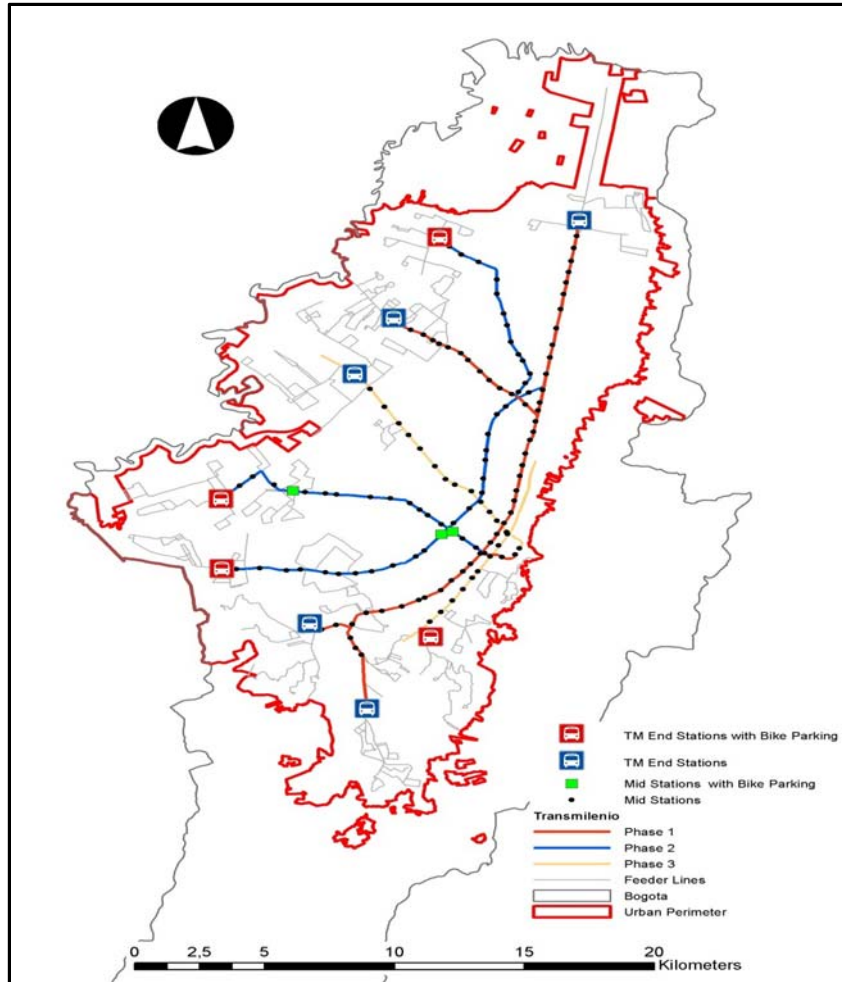 TM End Stations with Bike Parking
TM End Stations
Mid Stations with Bike Parking
Mid Stations
Transmilenio
Phase 1
Phase 2
Phase 3
Feeder Lines
Bogota
Urban Perimeter
0 2,5 5 10 15 20
Kilometers